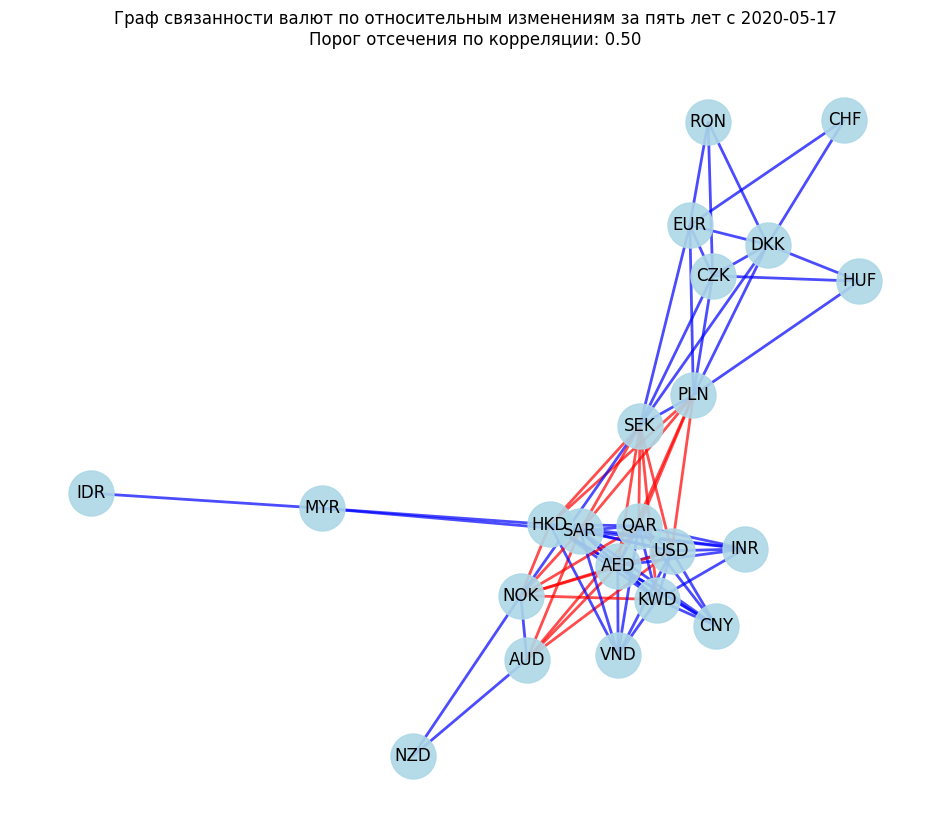 Граф связанности валют по относительным изменениям за пять лет с 2020-05-17
Порог отсечения по корреляции: 0.50
RON
CHF
EUR
DKK
CZK
HUF
PLN
SEK
IDR
MYR
HKD
SAR
QAR
USD
INR
AED
NOK
KWD
CNY
AUD
VND
NZD